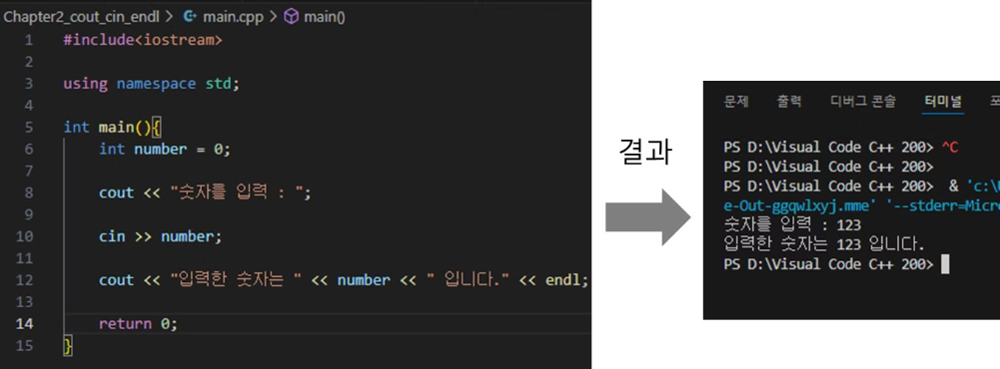 Chapter2_cout_cin_endl > main.cpp > main()
1 #include<iostream>
2
3 using namespace std;
4
5 int main(){
6 int number = 0;
7
8 cout << "숫자를 입력 : ";
9
10 cin >> number;
11
12 cout << "입력한 숫자는 " << number << " 입니다." << endl;
13
14 return 0;
15 }
결과
문제 출력 디버그 콘솔 터미널
PS D:\Visual Code C++ 200> ^C
PS D:\Visual Code C++ 200>
PS D:\Visual Code C++ 200> & 'c:\
e-Out-ggqwlxyj.mme' '--stderr=Micro
숫자를 입력 : 123
입력한 숫자는 123 입니다.
PS D:\Visual Code C++ 200>